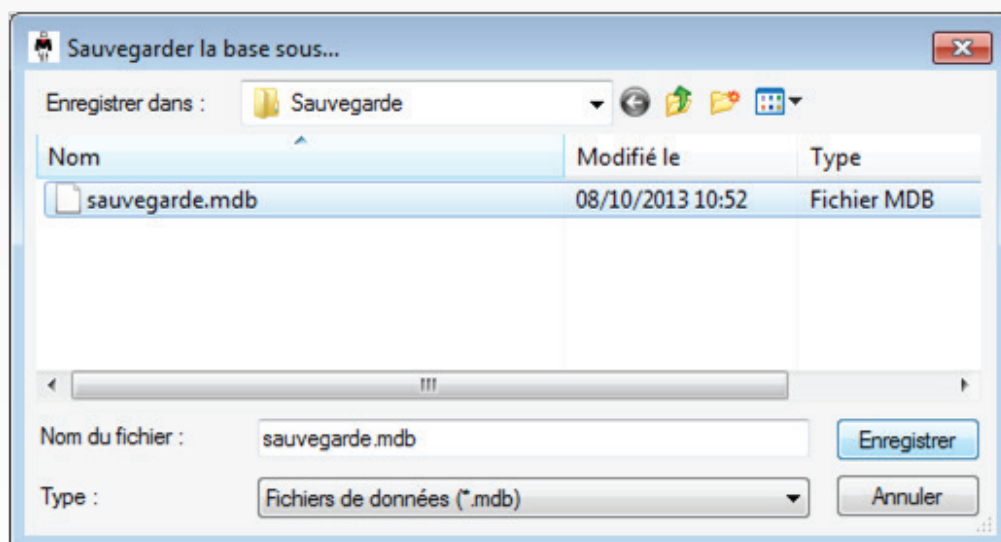 Sauvegarder la base sous...
Enregistrer dans : Sauvegarde
Nom Modifié le Type
sauvegarde.mdb 08/10/2013 10:52 Fichier MDB
Nom du fichier : sauvegarde.mdb Enregistrer
Type : Fichiers de données (*.mdb) Annuler